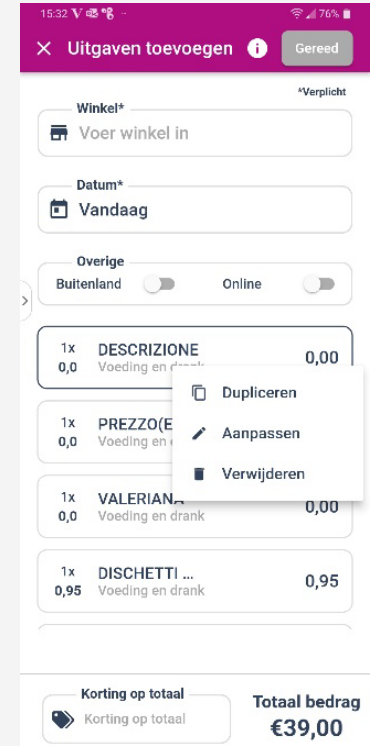 15:32
76%
Uitgaven toevoegen
Gereed
*Verplicht
Winkel*
Voer winkel in
Datum*
Vandaag
Overige
Buitenland Online
1x DESCRIZIONE
0,0 Voeding en drank 0,00
Dupliceren
1x PREZZO(E
0,0 Voeding en
Aanpassen
Verwijderen
1x VALERIANA
0,0 Voeding en drank 0,00
1x DISCHETTI ...
0,95 Voeding en drank 0,95
Korting op totaal
Korting op totaal
Totaal bedrag
€39,00